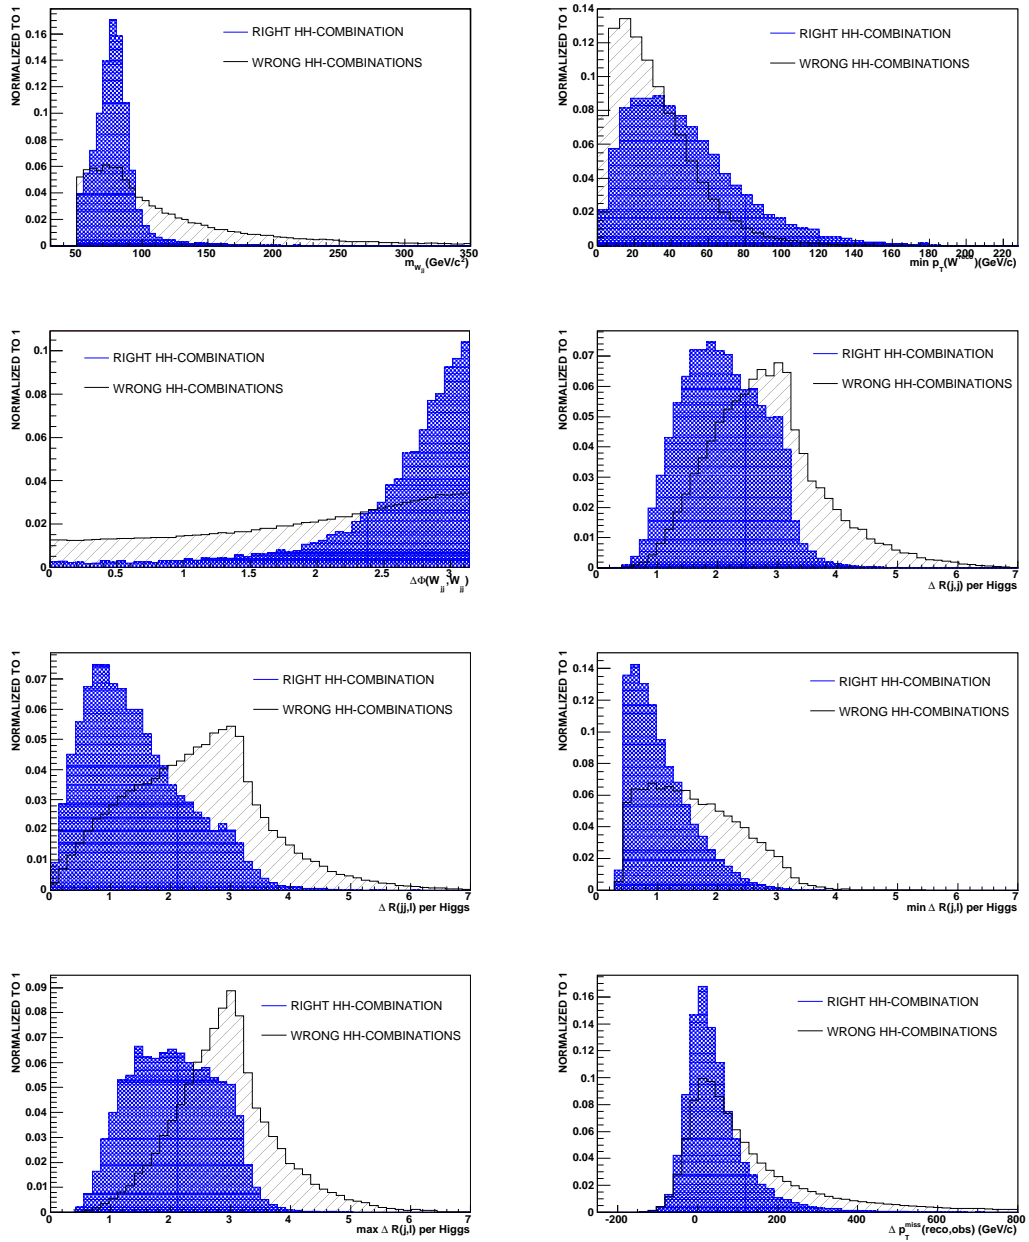 NORMALIZED TO 1
0.16
0.14
0.12
0.1
0.08
0.06
0.04
0.02
0
RIGHT HH-COMBINATION
WRONG HH-COMBINATIONS
50 100 150 200 250 300 350
m_{W_{jj}}(GeV/c²)
NORMALIZED TO 1
0.14
0.12
0.1
0.08
0.06
0.04
0.02
0
RIGHT HH-COMBINATION
WRONG HH-COMBINATIONS
20 40 60 80 100 120 140 160 180 200 220
min p_T(W^{reco})(GeV/c)
NORMALIZED TO 1
0.1
0.08
0.06
0.04
0.02
0
RIGHT HH-COMBINATION
WRONG HH-COMBINATIONS
0 0.5 1 1.5 2 2.5 3
ΔΦ(W_{jj},W_{jj})
NORMALIZED TO 1
0.07
0.06
0.05
0.04
0.03
0.02
0.01
0
RIGHT HH-COMBINATION
WRONG HH-COMBINATIONS
0 1 2 3 4 5 6 7
Δ R(j,j) per Higgs
NORMALIZED TO 1
0.07
0.06
0.05
0.04
0.03
0.02
0.01
0
RIGHT HH-COMBINATION
WRONG HH-COMBINATIONS
0 1 2 3 4 5 6 7
Δ R(jj,l) per Higgs
NORMALIZED TO 1
0.14
0.12
0.1
0.08
0.06
0.04
0.02
0
RIGHT HH-COMBINATION
WRONG HH-COMBINATIONS
0 1 2 3 4 5 6 7
min Δ R(j,l) per Higgs
NORMALIZED TO 1
0.09
0.08
0.07
0.06
0.05
0.04
0.03
0.02
0.01
0
RIGHT HH-COMBINATION
WRONG HH-COMBINATIONS
0 1 2 3 4 5 6 7
max Δ R(j,l) per Higgs
NORMALIZED TO 1
0.16
0.14
0.12
0.1
0.08
0.06
0.04
0.02
0
RIGHT HH-COMBINATION
WRONG HH-COMBINATIONS
-200 0 200 400 600 800
Δ p_T^{miss}(reco,obs) (GeV/c)